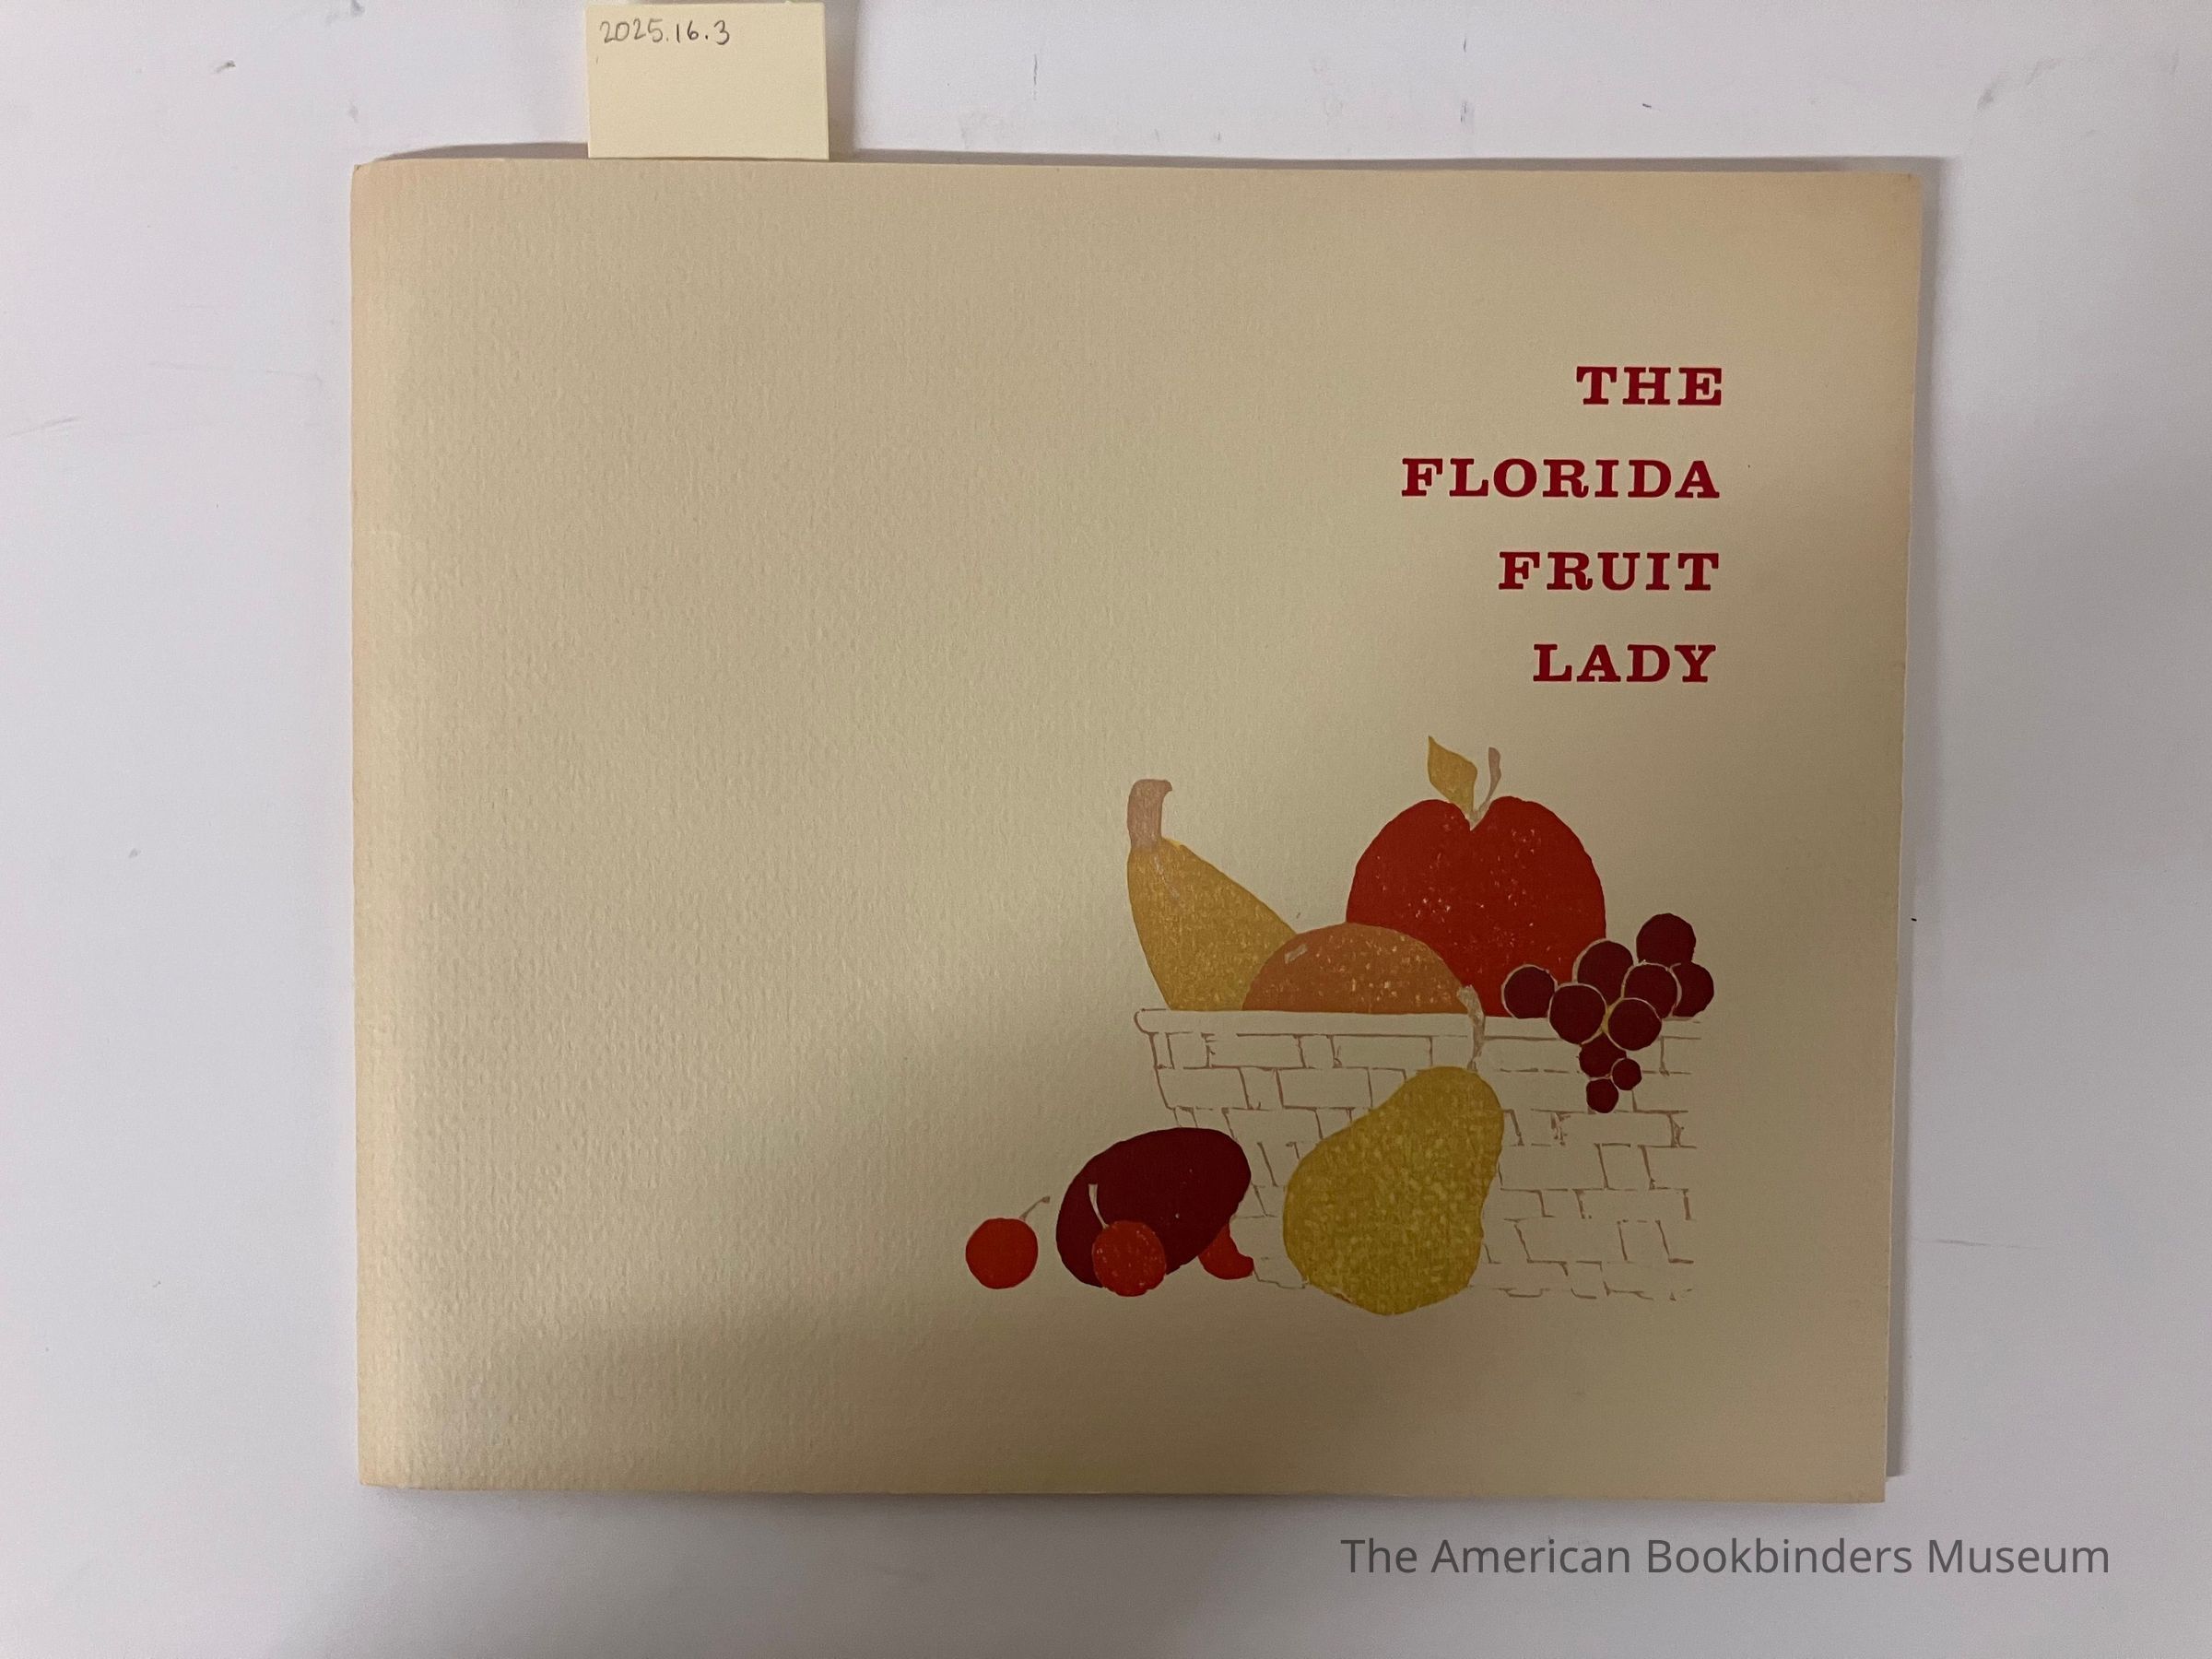 2025.16.3
THE
FLORIDA
FRUIT
LADY
The American Bookbinders Museum